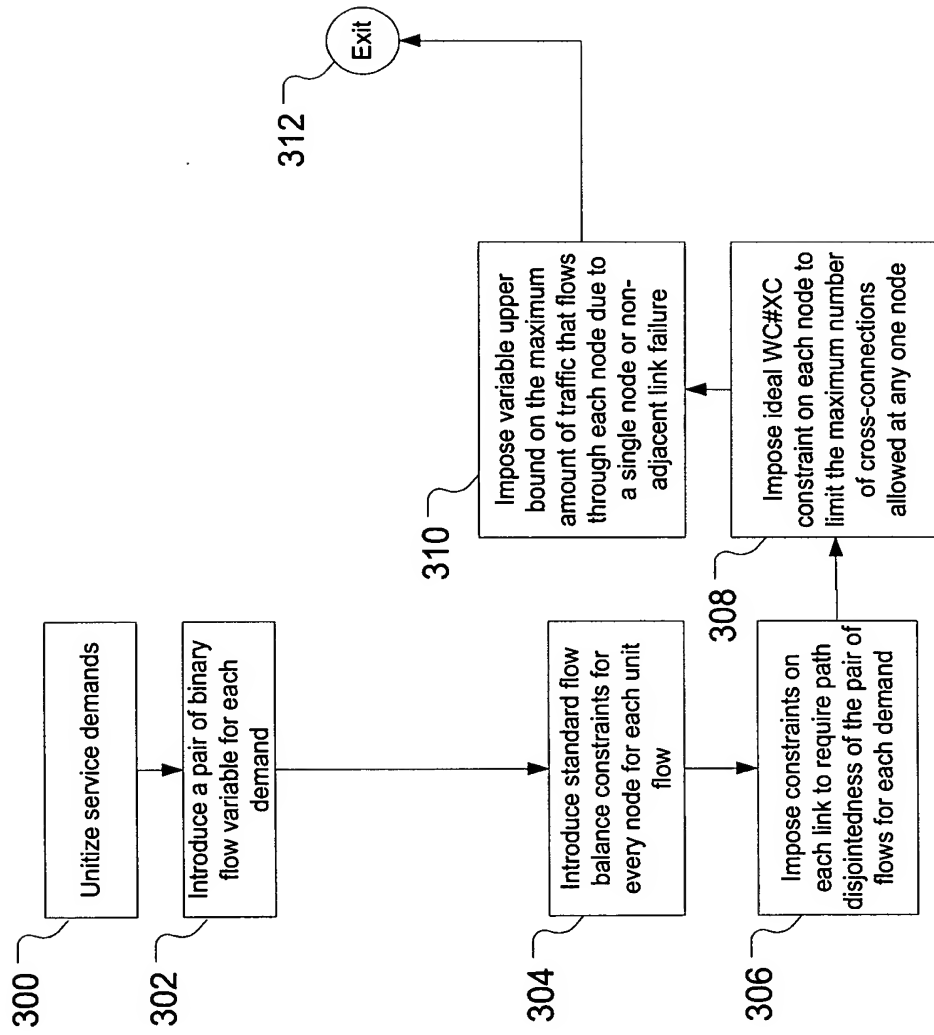 300
Unitize service demands
302
Introduce a pair of binary
flow variable for each
demand
304
Introduce standard flow
balance constraints for
every node for each unit
flow
306
Impose constraints on
each link to require path
disjointedness of the pair of
flows for each demand
308
Impose ideal WC#XC
constraint on each node to
limit the maximum number
of cross-connections
allowed at any one node
310
Impose variable upper
bound on the maximum
amount of traffic that flows
through each node due to
a single node or non-
adjacent link failure
312
Exit